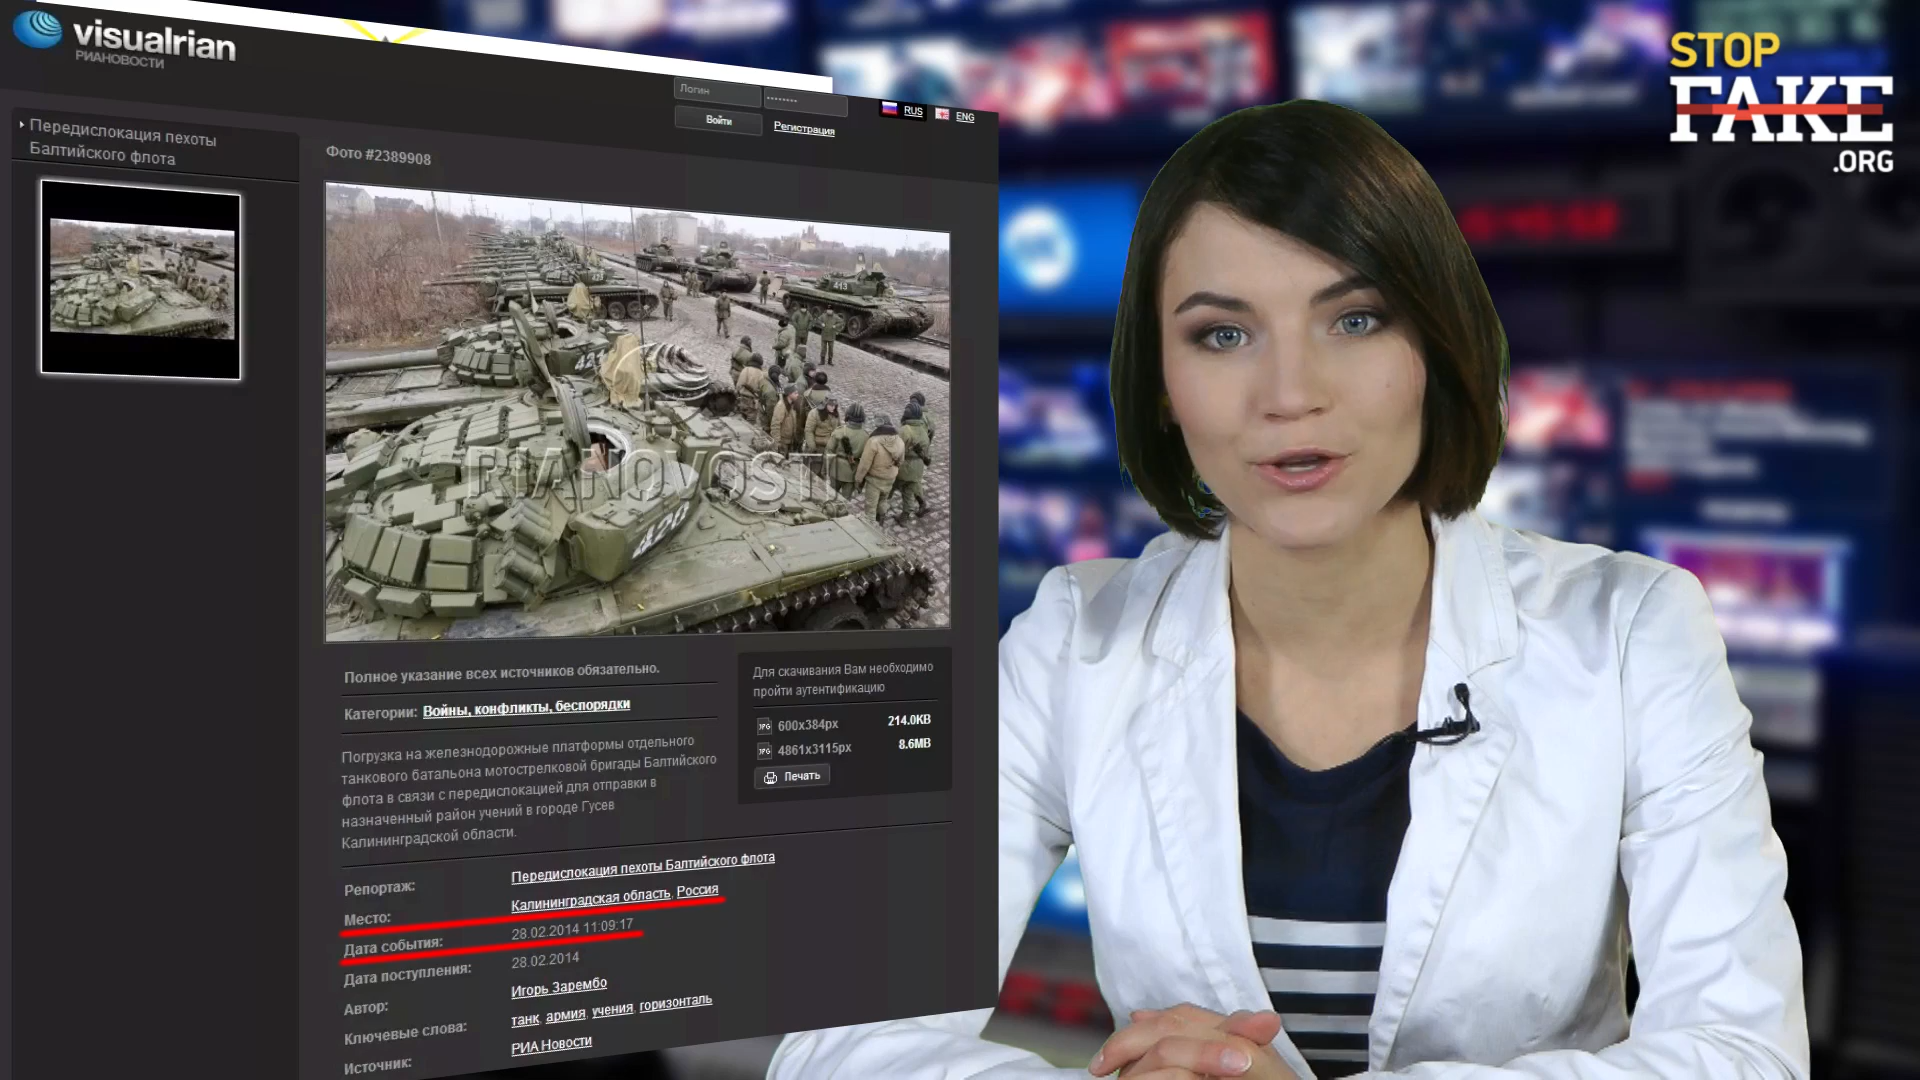 visualrian
РИАНОВОСТИ
Логин
Войти
Регистрация
RUS
ENG
STOP
FAKE
.ORG
Передислокация пехоты
Балтийского флота
Фото #2389908
413
RIANOVOSTI
428
Полное указание всех источников обязательно.
Категории: Войны, конфликты, беспорядки
Погрузка на железнодорожные платформы отдельного
танкового батальона мотострелковой бригады Балтийского
флота в связи с передислокацией для отправки в
назначенный район учений в городе Гусев
Калининградской области.
Для скачивания Вам необходимо
пройти аутентификацию
JPG 600x384px 214.0KB
JPG 4861x3115px 8.6MB
Печать
Репортаж: Передислокация пехоты Балтийского флота
Место: Калининградская область, Россия
Дата события: 28.02.2014 11:09:17
Дата поступления: 28.02.2014
Автор: Игорь Зарембо
Ключевые слова: танк, армия, учения, горизонталь
Источник: РИА Новости